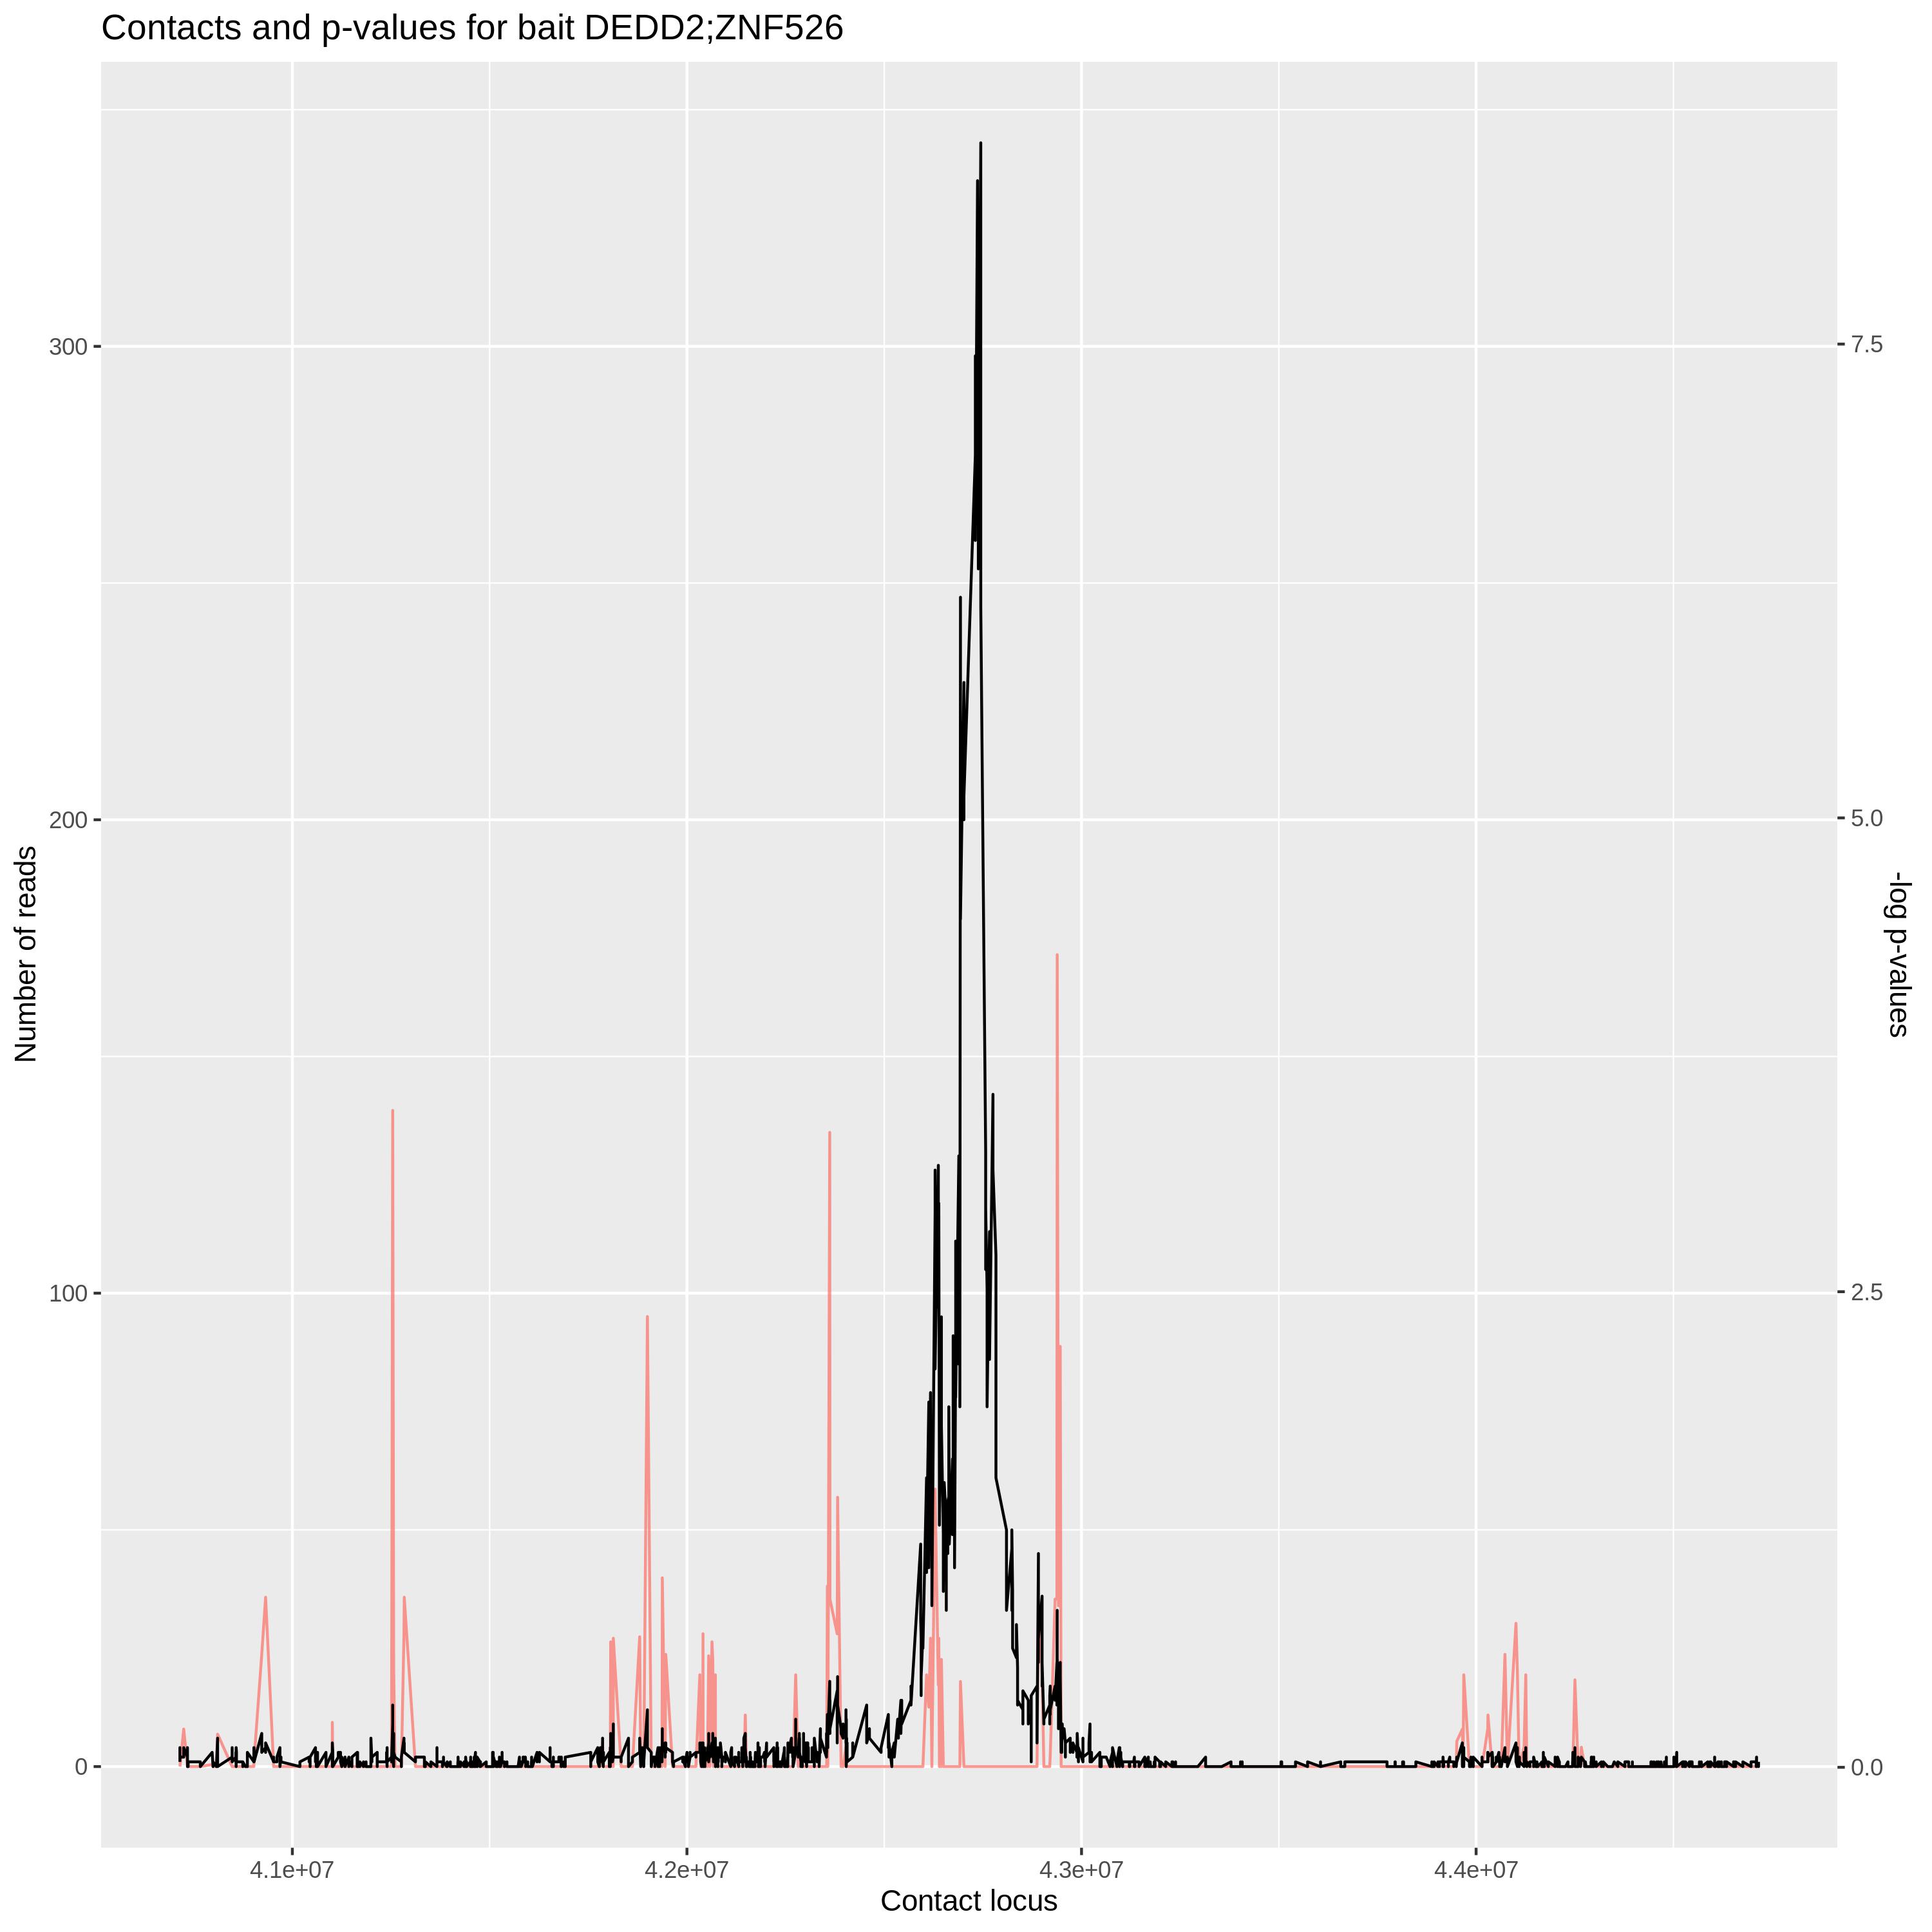 Contacts and p-values for bait DEDD2;ZNF526
300
200
100
0
Number of reads
7.5
5.0
2.5
0.0
-log p-values
4.1e+07
4.2e+07
4.3e+07
4.4e+07
Contact locus